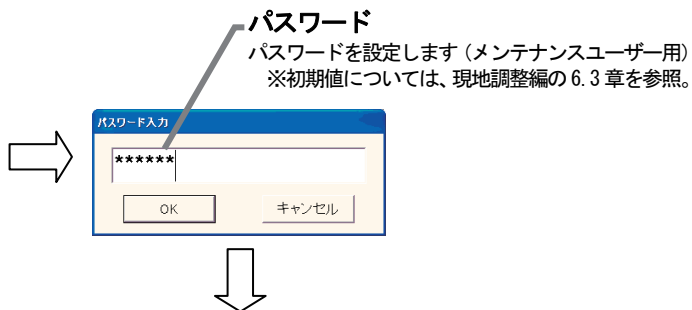 パスワード
パスワードを設定します（メンテナンスユーザー用）
※初期値については、現地調整編の 6.3 章を参照。
パスワード入力
******
OK
キャンセル